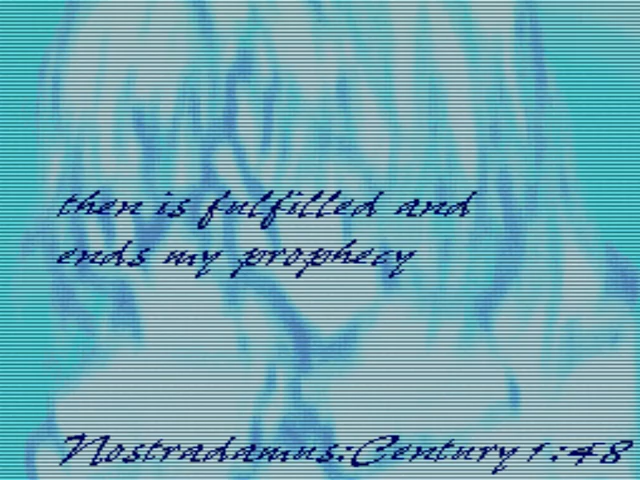 then is fulfilled and
ends my prophecy
Nostradamus:Century 1:48